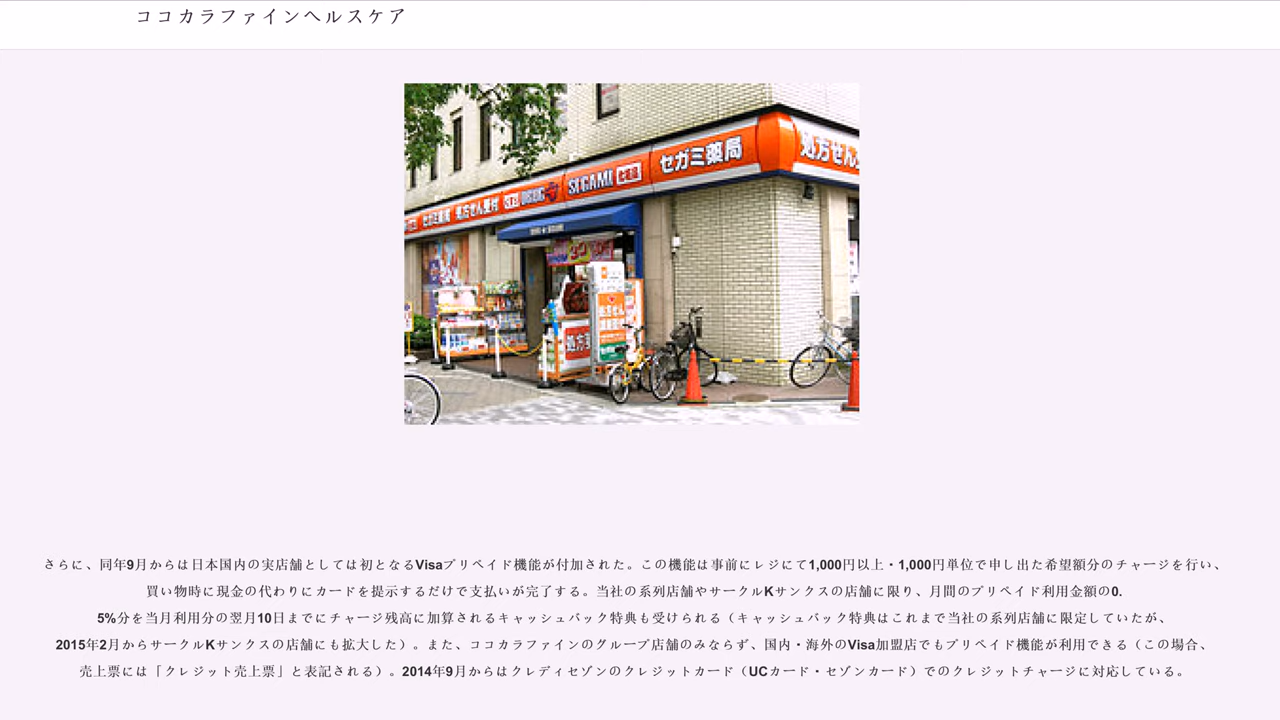 ココカラファインヘルスケア
セガミ薬局
処方せん
SEGAMI
処方せん受付
セガミ薬局
さらに、同年9月からは日本国内の実店舗としては初となるVisaプリペイド機能が付加された。この機能は事前にレジにて1,000円以上・1,000円単位で申し出た希望額分のチャージを行い、
買い物時に現金の代わりにカードを提示するだけで支払いが完了する。当社の系列店舗やサークルKサンクスの店舗に限り、月間のプリペイド利用金額の0.
5%分を当月利用分の翌月10日までにチャージ残高に加算されるキャッシュバック特典も受けられる（キャッシュバック特典はこれまで当社の系列店舗に限定していたが、
2015年2月からサークルKサンクスの店舗にも拡大した）。また、ココカラファインのグループ店舗のみならず、国内・海外のVisa加盟店でもプリペイド機能が利用できる（この場合、
売上票には「クレジット売上票」と表記される）。2014年9月からはクレディセゾンのクレジットカード（UCカード・セゾンカード）でのクレジットチャージに対応している。